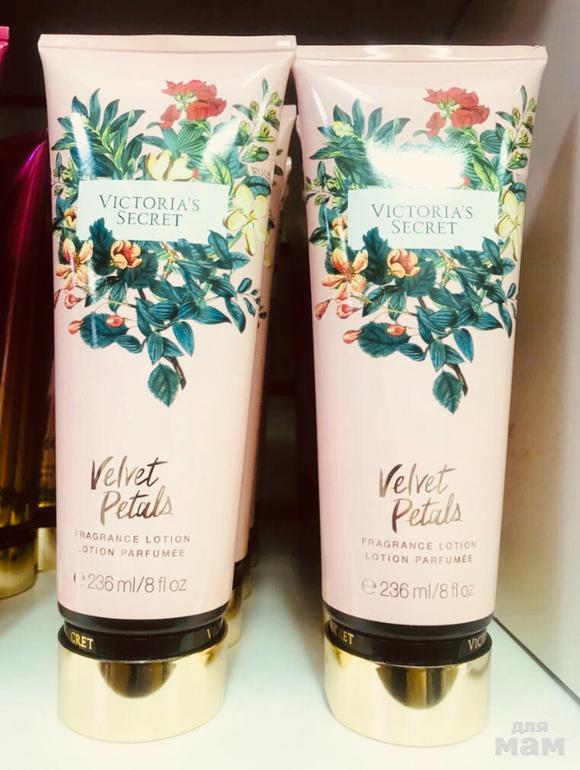 VICTORIA'S
SECRET
Velvet
Petals
FRAGRANCE LOTION
LOTION PARFUMÉE
℮236 ml/8 fl oz
VICTORIA'S
SECRET
Velvet
Petals
FRAGRANCE LOTION
LOTION PARFUMÉE
℮236 ml/8 fl oz
для
мам